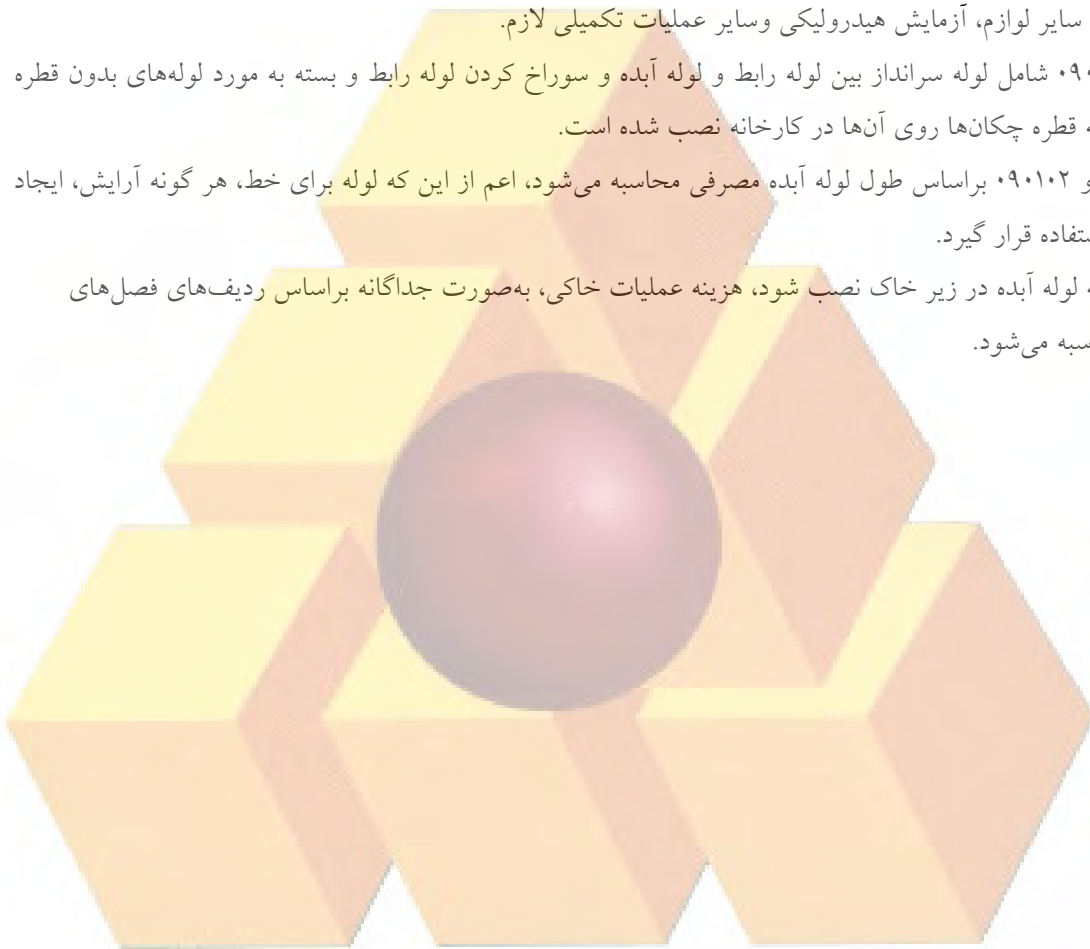 سایر لوازم، آزمایش هیدرولیکی وسایر عملیات تکمیلی لازم.
شامل لوله سرانداز بین لوله رابط و لوله آبده و سوراخ کردن لوله رابط و بسته به مورد لوله‌های بدون قطره
قطره چکان‌ها روی آن‌ها در کارخانه نصب شده است.
و ۰۹۰۱۰۲ براساس طول لوله آبده مصرفی محاسبه می‌شود، اعم از این که لوله برای خط، هر گونه آرایش، ایجاد
قرار گیرد.
لوله آبده در زیر خاک نصب شود، هزینه عملیات خاکی، به‌صورت جداگانه براساس ردیف‌های فصل‌های
می‌شود.